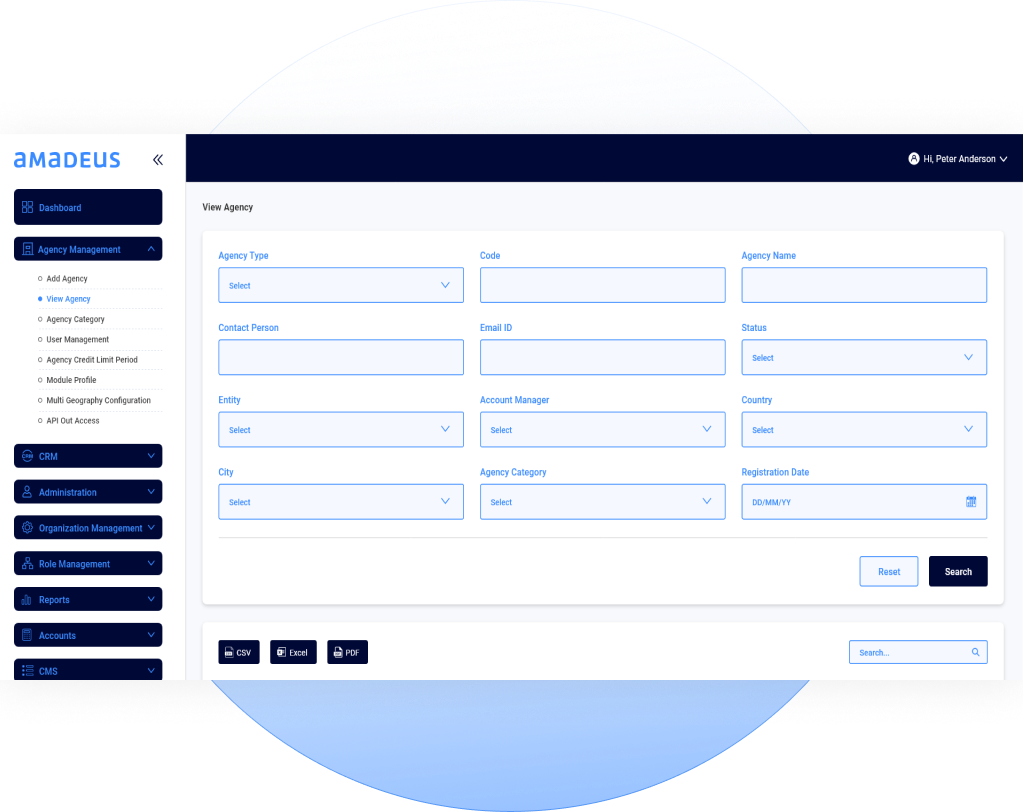 amadeus
Hi, Peter Anderson
Dashboard
Agency Management
Add Agency
View Agency
Agency Category
User Management
Agency Credit Limit Period
Module Profile
Multi Geography Configuration
API Out Access
CRM
Administration
Organization Management
Role Management
Reports
Accounts
CMS
View Agency
Agency Type
Code
Agency Name
Select
Contact Person
Email ID
Status
Select
Entity
Account Manager
Country
Select
Select
Select
City
Agency Category
Registration Date
Select
Select
DD/MM/YY
Reset
Search
CSV
Excel
PDF
Search...